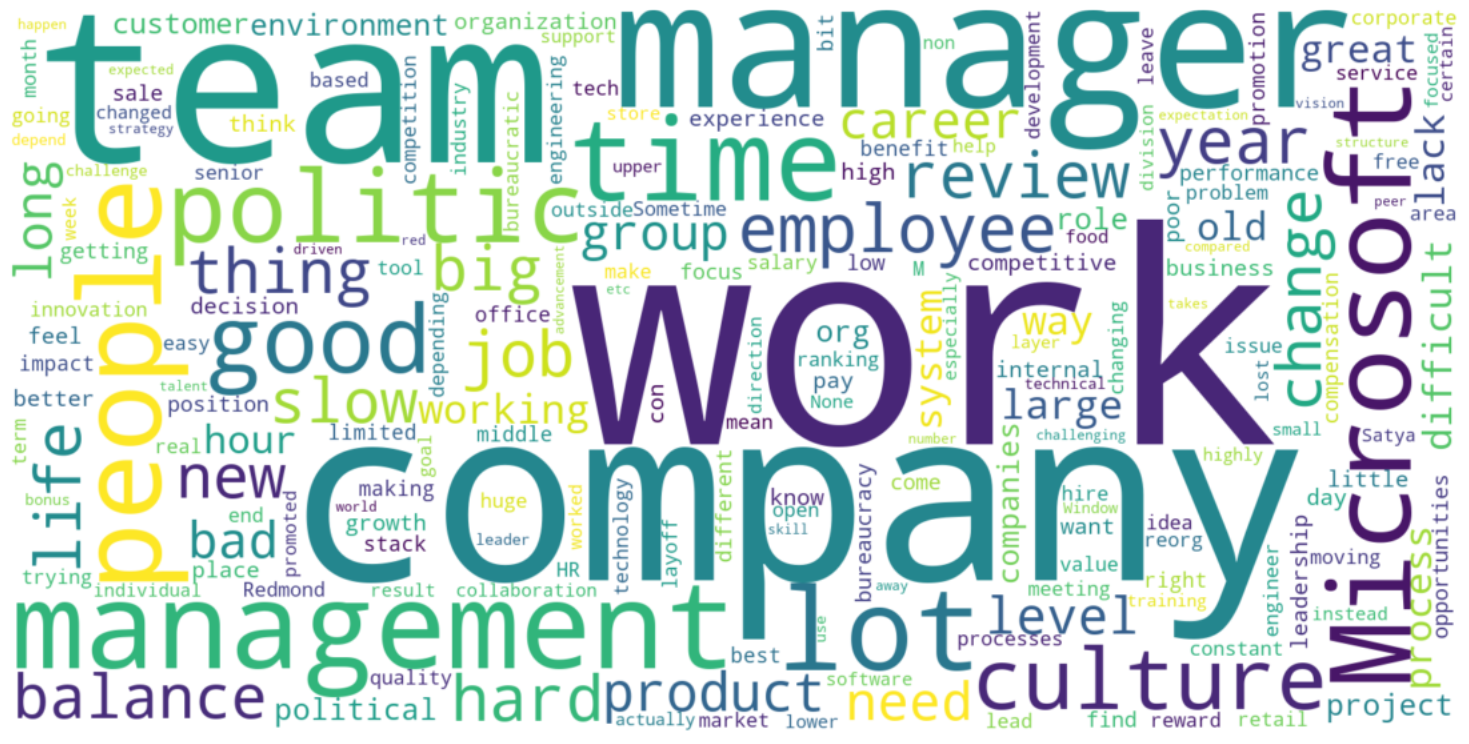 happen
customer
environment
organization
support
bit
non
leave
promotion
corporate
great
certain
focused
service
month
team
manager
expected
sale
based
changed
strategy
going
depend
think
competition
industry
bureaucratic
engineering
tech
store
experience
career
development
division
vision
expectation
year
structure
lack
long
challenge
week
people
senior
politic
time
upper
benefit
help
high
review
performance
problem
free
peer
area
Microsoft
getting
thing
driven
red
tool
outside
Sometime
group
employee
role
food
poor
old
compared
change
difficult
innovation
decision
big
advancement
make
etc
focus
salary
low
M
competitive
business
feel
impact
easy
good
depending
office
job
work
org
ranking
pay
None
direction
system
especially
way
layer
internal
technical
changing
takes
issue
lost
compensation
better
talent
position
slow
working
con
mean
large
challenging
small
Satya
life
term
real
hour
limited
goal
middle
number
companies
highly
little
bonus
new
making
world
company
huge
worked
different
know
open
skill
come
hire
Window
want
idea
reorg
day
opportunities
end
bad
promoted
growth
stack
leader
HR
technology
layoff
bureaucracy
value
moving
leadership
process
trying
individual
place
Redmond
result
collaboration
away
meeting
right
training
engineer
instead
management
lot
use
level
processes
constant
best
balance
political
quality
hard
product
software
need
culture
project
actually
market
lower
lead
find
reward
retail